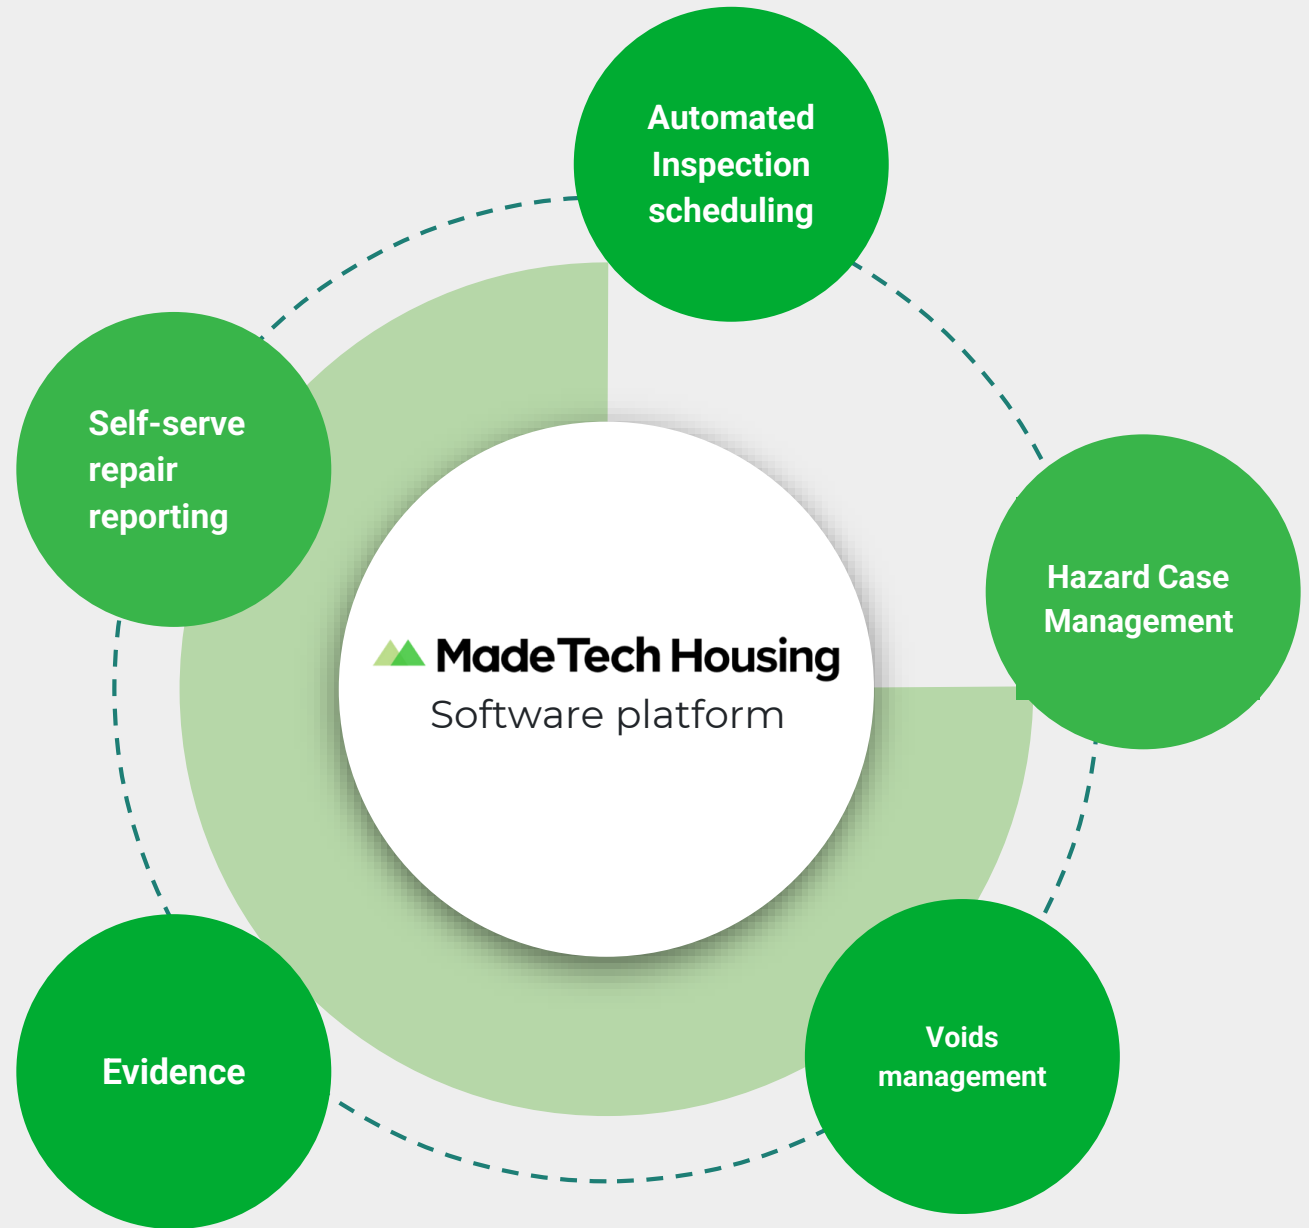 Automated
Inspection
scheduling
Self-serve
repair
reporting
Hazard Case
Management
MadeTech Housing
Software platform
Voids
management
Evidence